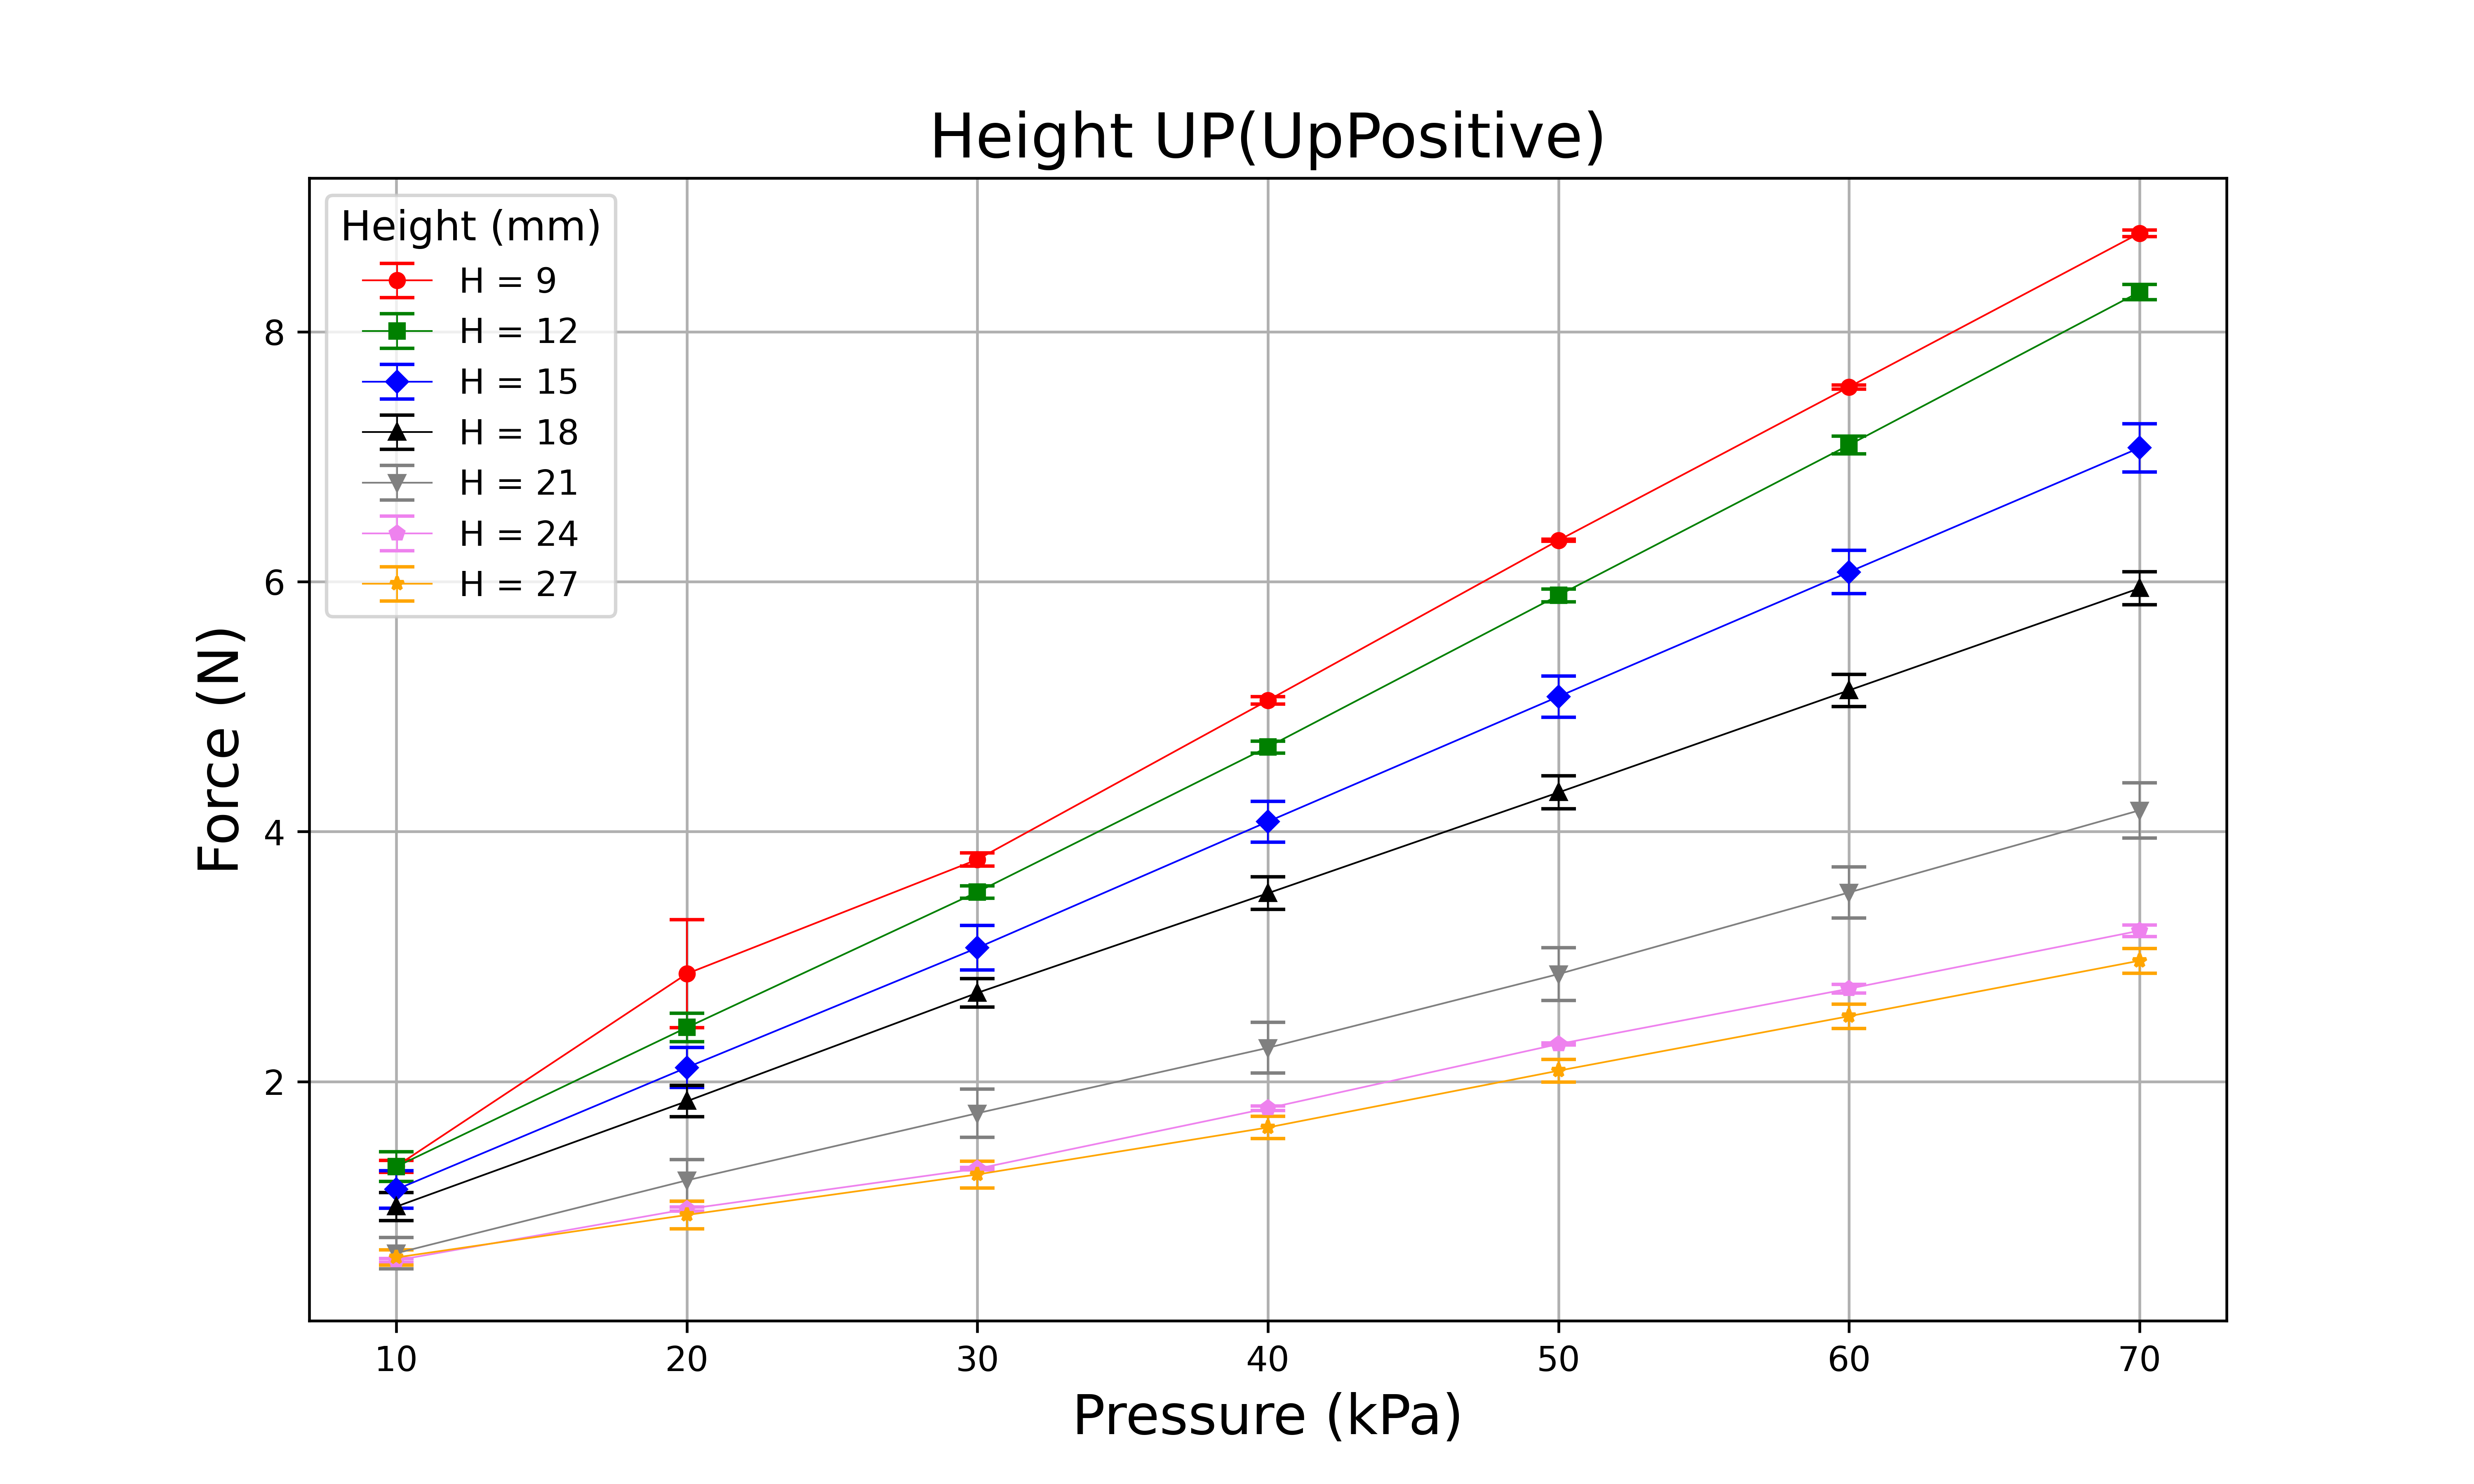 Height UP(UpPositive)
Height (mm)
H = 9
H = 12
H = 15
H = 18
H = 21
H = 24
H = 27
8
6
4
2
Force (N)
10 20 30 40 50 60 70
Pressure (kPa)